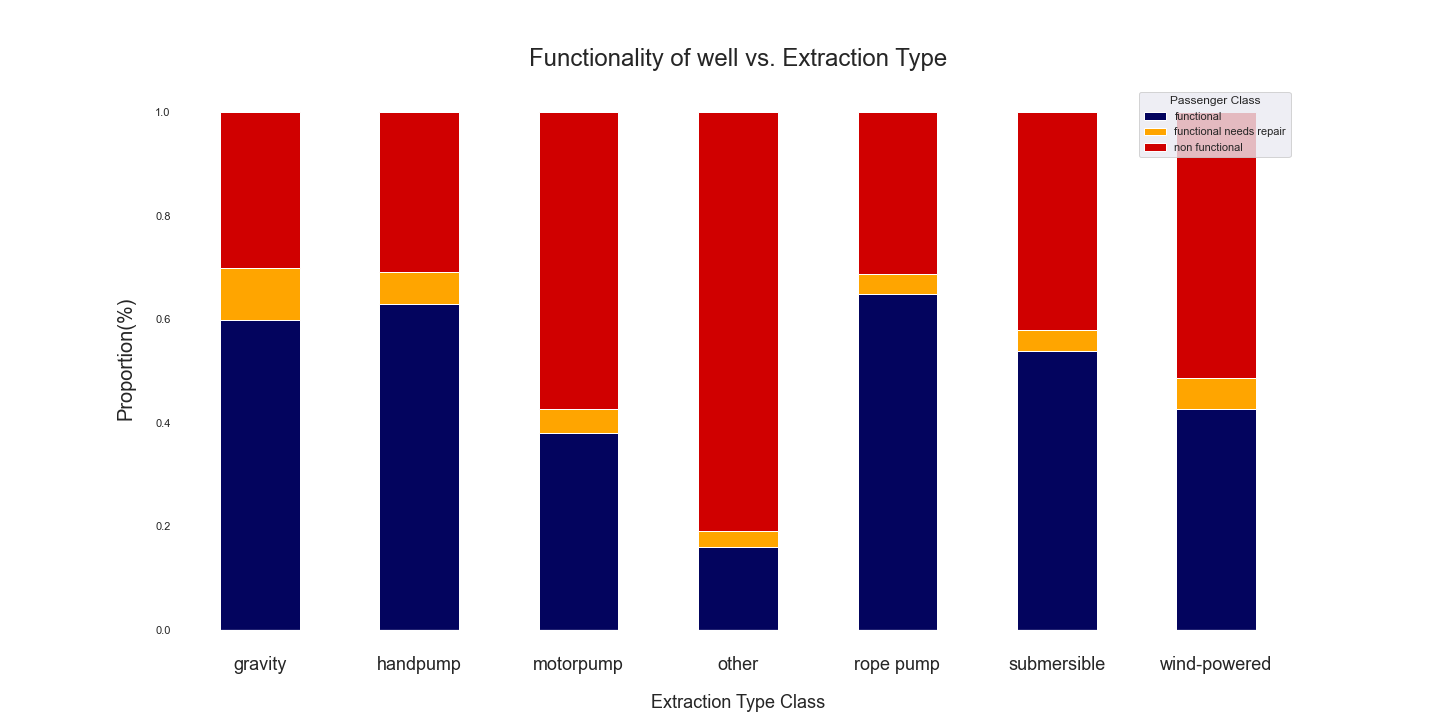 Functionality of well vs. Extraction Type
Passenger Class
functional
functional needs repair
non functional
1.0
0.8
0.6
0.4
0.2
0.0
Proportion(%)
gravity handpump motorpump other rope pump submersible wind-powered
Extraction Type Class